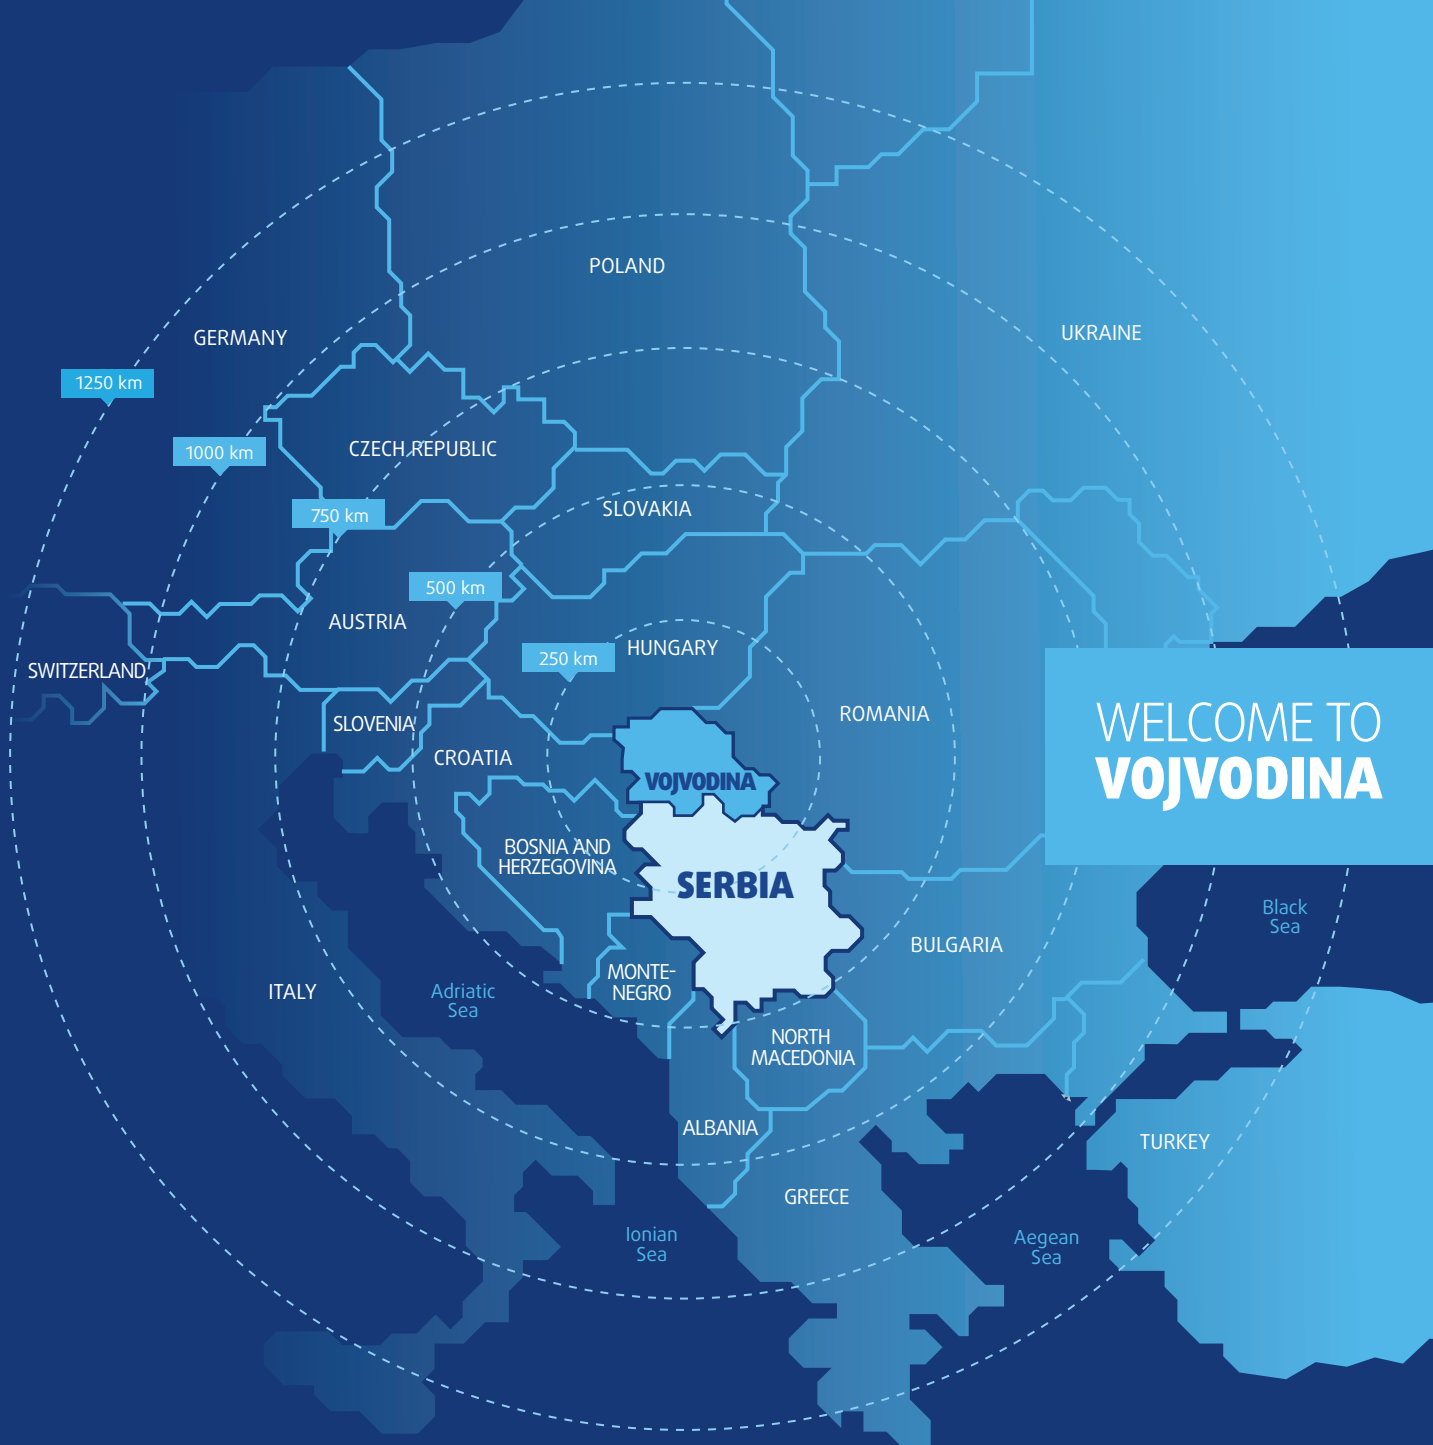 POLAND
UKRAINE
GERMANY
1250 km
1000 km
CZECH REPUBLIC
750 km
SLOVAKIA
500 km
AUSTRIA
HUNGARY
250 km
SWITZERLAND
ROMANIA
SLOVENIA
CROATIA
WELCOME TO
VOJVODINA
VOJVODINA
BOSNIA AND
HERZEGOVINA
SERBIA
Black
Sea
BULGARIA
MONTE-
NEGRO
ITALY
Adriatic
Sea
NORTH
MACEDONIA
ALBANIA
TURKEY
GREECE
Ionian
Sea
Aegean
Sea